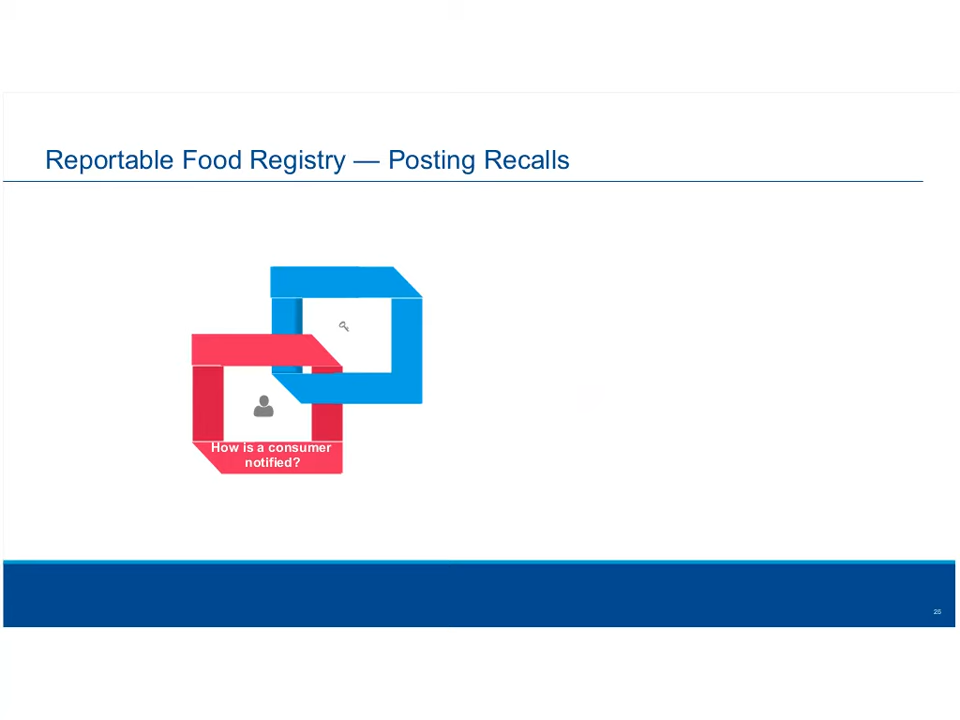 Reportable Food Registry — Posting Recalls
How is a consumer
notified?
25